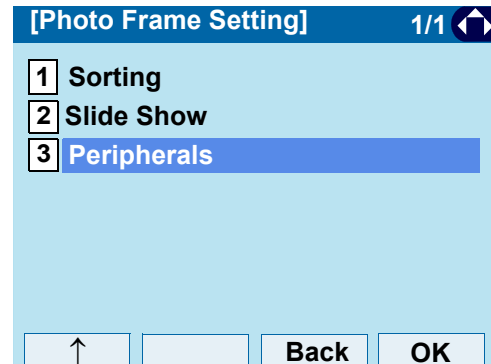 [Photo Frame Setting] 1/1
1 Sorting
2 Slide Show
3 Peripherals
↑ Back OK